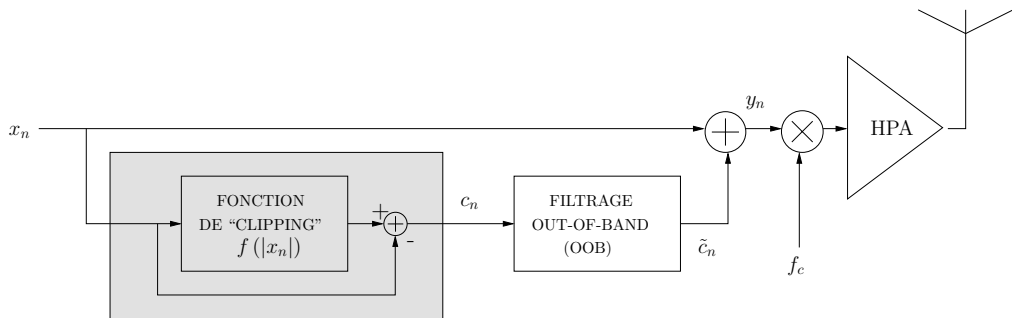 y_n
x_n
HPA
FONCTION
DE “CLIPPING”
f (|x_n|)
+
-
c_n
FILTRAGE
OUT-OF-BAND
(OOB)
c̃_n
f_c